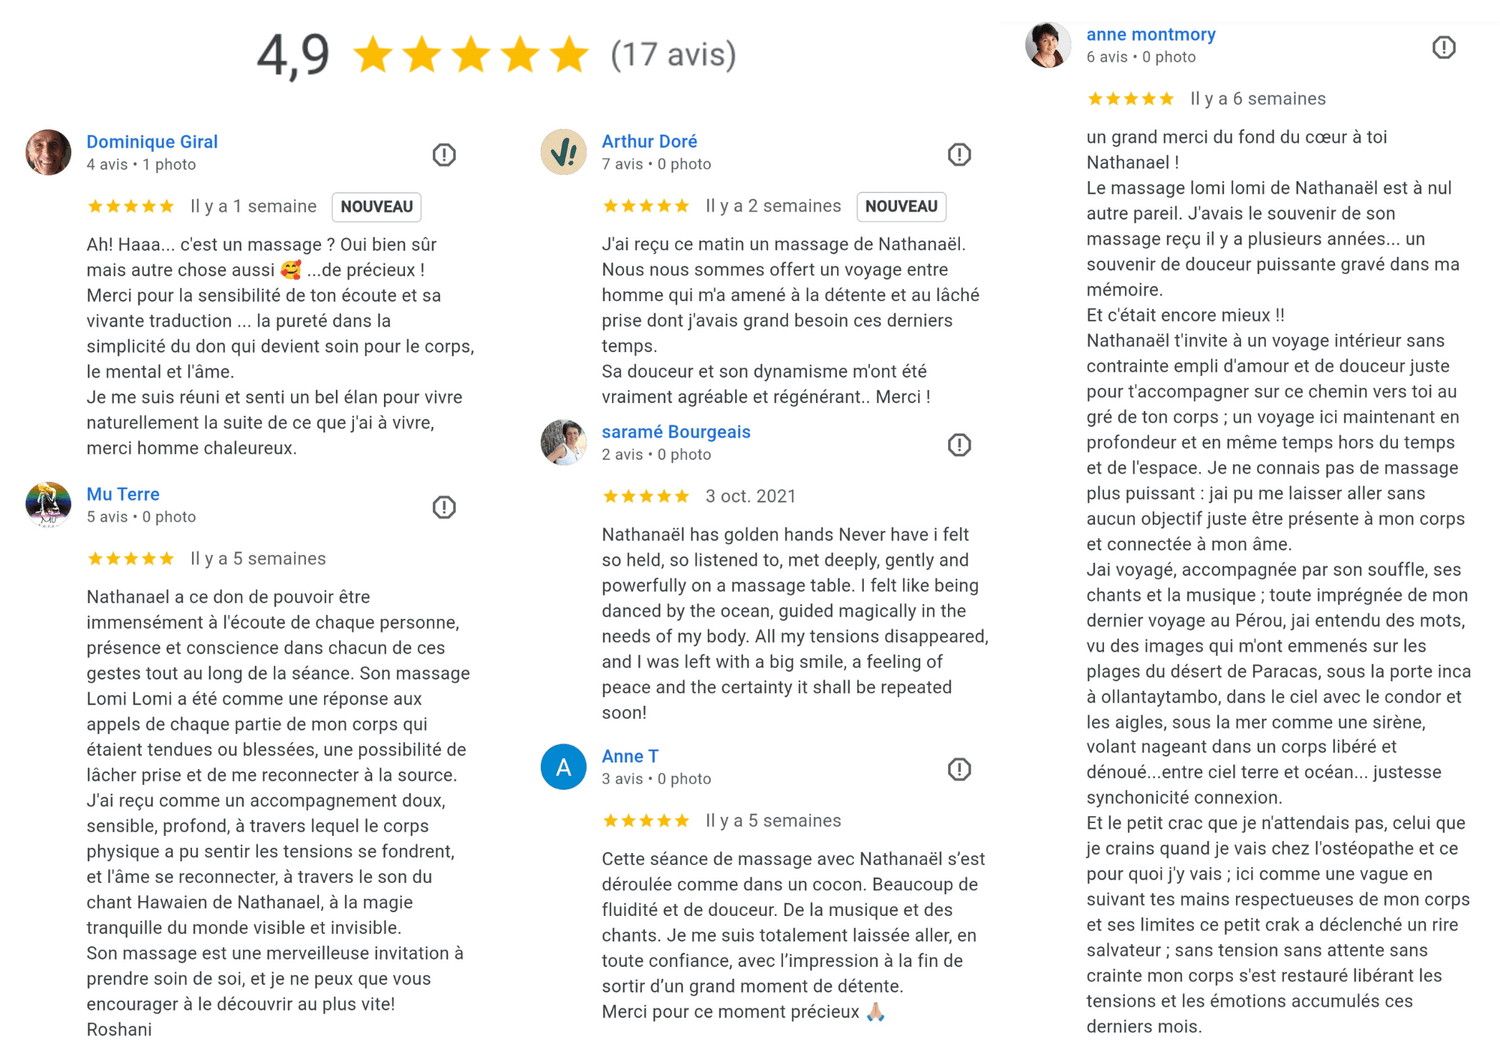 4,9 (17 avis)
Dominique Giral
4 avis • 1 photo
Il y a 1 semaine NOUVEAU
Ah! Haaa... c'est un massage ? Oui bien sûr
mais autre chose aussi 🥰 ...de précieux !
Merci pour la sensibilité de ton écoute et sa
vivante traduction ... la pureté dans la
simplicité du don qui devient soin pour le corps,
le mental et l'âme.
Je me suis réuni et senti un bel élan pour vivre
naturellement la suite de ce que j'ai à vivre,
merci homme chaleureux.
Mu Terre
5 avis • 0 photo
Il y a 5 semaines
Nathanael a ce don de pouvoir être
immensément à l'écoute de chaque personne,
présence et conscience dans chacun de ces
gestes tout au long de la séance. Son massage
Lomi Lomi a été comme une réponse aux
appels de chaque partie de mon corps qui
étaient tendues ou blessées, une possibilité de
lâcher prise et de me reconnecter à la source.
J'ai reçu comme un accompagnement doux,
sensible, profond, à travers lequel le corps
physique a pu sentir les tensions se fondrent,
et l'âme se reconnecter, à travers le son du
chant Hawaien de Nathanael, à la magie
tranquille du monde visible et invisible.
Son massage est une merveilleuse invitation à
prendre soin de soi, et je ne peux que vous
encourager à le découvrir au plus vite!
Roshani
Arthur Doré
7 avis • 0 photo
Il y a 2 semaines NOUVEAU
J'ai reçu ce matin un massage de Nathanaël.
Nous nous sommes offert un voyage entre
homme qui m'a amené à la détente et au lâché
prise dont j'avais grand besoin ces derniers
temps.
Sa douceur et son dynamisme m'ont été
vraiment agréable et régénérant.. Merci !
saramé Bourgeais
2 avis • 0 photo
3 oct. 2021
Nathanaël has golden hands Never have i felt
so held, so listened to, met deeply, gently and
powerfully on a massage table. I felt like being
danced by the ocean, guided magically in the
needs of my body. All my tensions disappeared,
and I was left with a big smile, a feeling of
peace and the certainty it shall be repeated
soon!
A
Anne T
3 avis • 0 photo
Il y a 5 semaines
Cette séance de massage avec Nathanaël s’est
déroulée comme dans un cocon. Beaucoup de
fluidité et de douceur. De la musique et des
chants. Je me suis totalement laissée aller, en
toute confiance, avec l’impression à la fin de
sortir d’un grand moment de détente.
Merci pour ce moment précieux 🙏🏼
anne montmory
6 avis • 0 photo
Il y a 6 semaines
un grand merci du fond du cœur à toi
Nathanael !
Le massage lomi lomi de Nathanaël est à nul
autre pareil. J'avais le souvenir de son
massage reçu il y a plusieurs années... un
souvenir de douceur puissante gravé dans ma
mémoire.
Et c'était encore mieux !!
Nathanaël t'invite à un voyage intérieur sans
contrainte empli d'amour et de douceur juste
pour t'accompagner sur ce chemin vers toi au
gré de ton corps ; un voyage ici maintenant en
profondeur et en même temps hors du temps
et de l'espace. Je ne connais pas de massage
plus puissant : jai pu me laisser aller sans
aucun objectif juste être présente à mon corps
et connectée à mon âme.
Jai voyagé, accompagnée par son souffle, ses
chants et la musique ; toute imprégnée de mon
dernier voyage au Pérou, jai entendu des mots,
vu des images qui m'ont emmenés sur les
plages du désert de Paracas, sous la porte inca
à ollantaytambo, dans le ciel avec le condor et
les aigles, sous la mer comme une sirène,
volant nageant dans un corps libéré et
dénoué...entre ciel terre et océan... justesse
synchonicité connexion.
Et le petit crac que je n'attendais pas, celui que
je crains quand je vais chez l'ostéopathe et ce
pour quoi j'y vais ; ici comme une vague en
suivant tes mains respectueuses de mon corps
et ses limites ce petit crak a déclenché un rire
salvateur ; sans tension sans attente sans
crainte mon corps s'est restauré libérant les
tensions et les émotions accumulés ces
derniers mois.